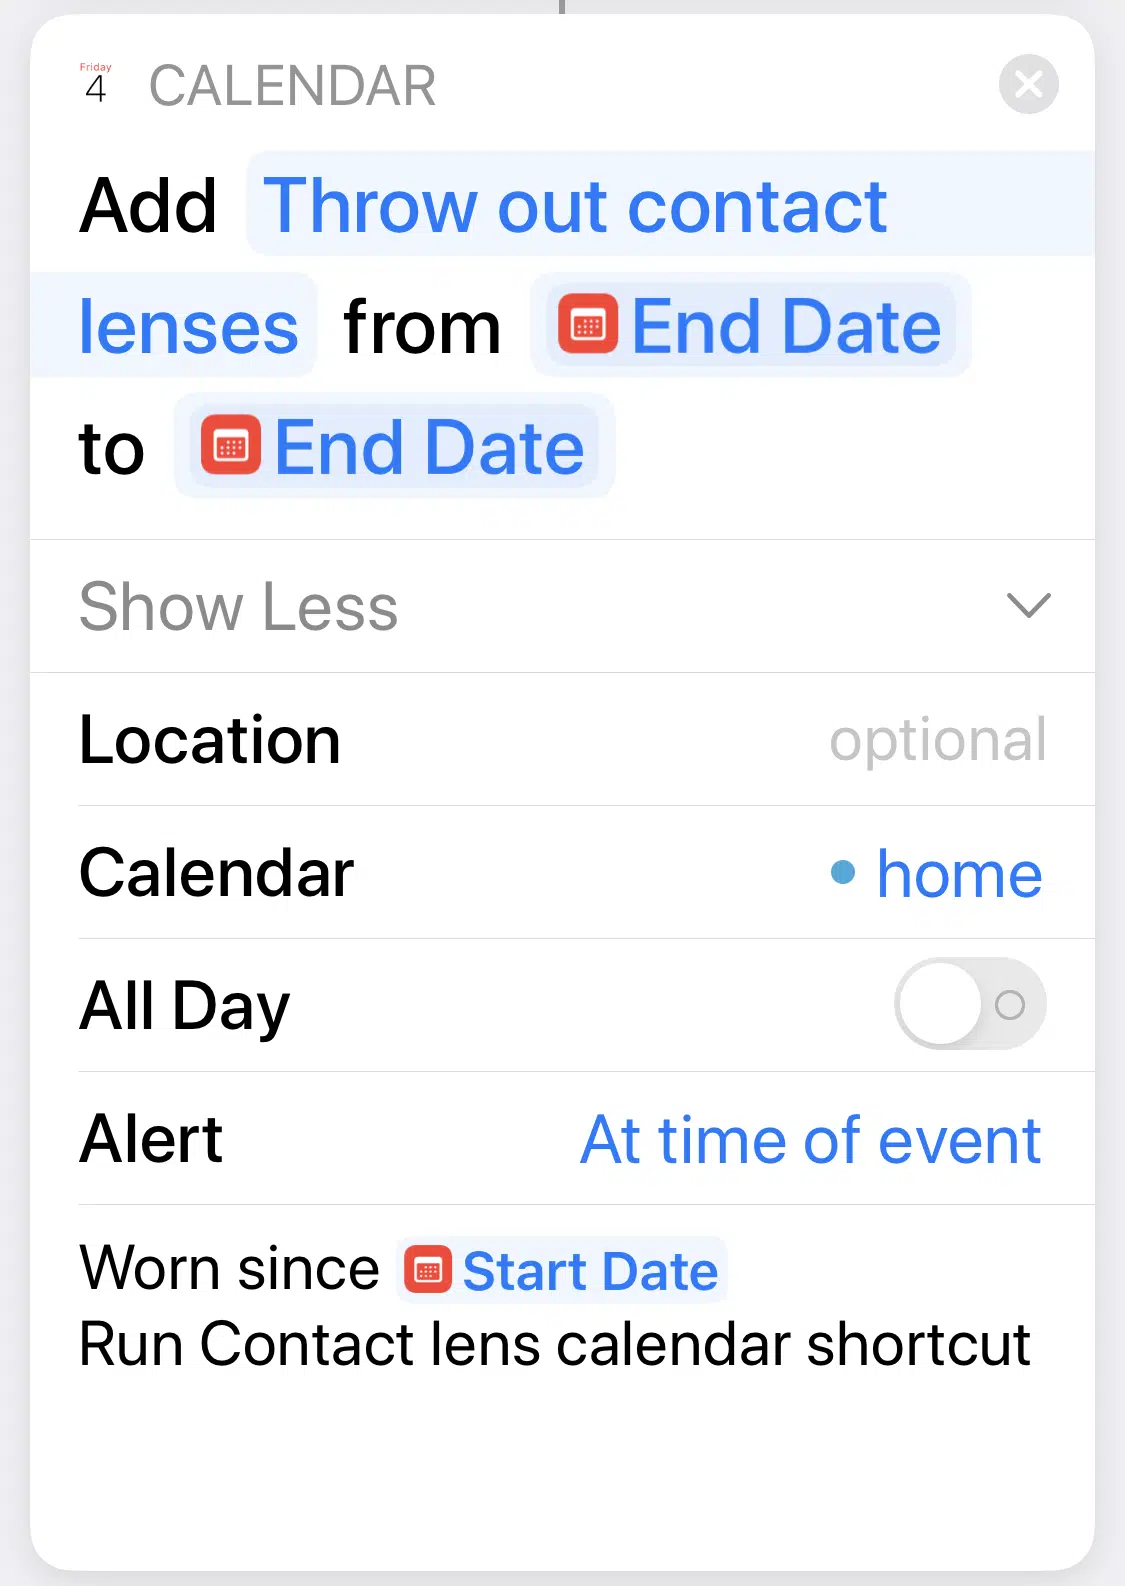 Friday
4
CALENDAR
Add Throw out contact
lenses from End Date
to End Date
Show Less
Location optional
Calendar home
All Day
Alert At time of event
Worn since Start Date
Run Contact lens calendar shortcut